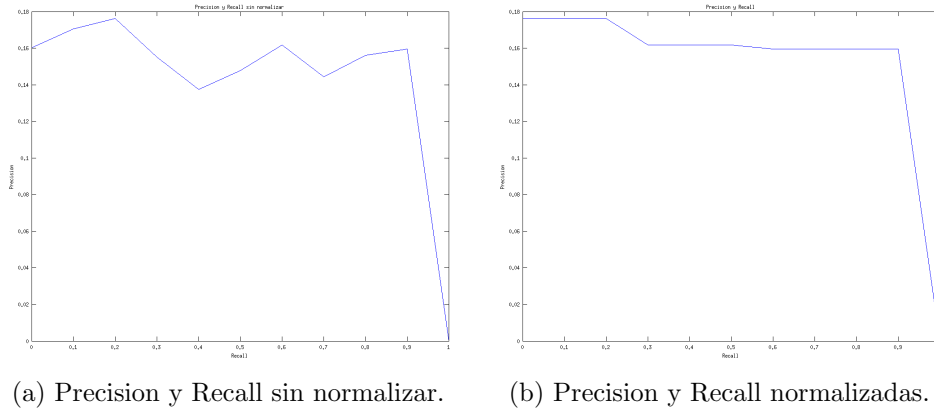 Precision y Recall sin normalizar
0,18
0,16
0,14
0,12
0,1
0,08
0,06
0,04
0,02
0
Precision
0 0,1 0,2 0,3 0,4 0,5 0,6 0,7 0,8 0,9 1
Recall
Precision y Recall
0,18
0,16
0,14
0,12
0,1
0,08
0,06
0,04
0,02
0
Precision
0 0,1 0,2 0,3 0,4 0,5 0,6 0,7 0,8 0,9
Recall
(a) Precision y Recall sin normalizar.
(b) Precision y Recall normalizadas.